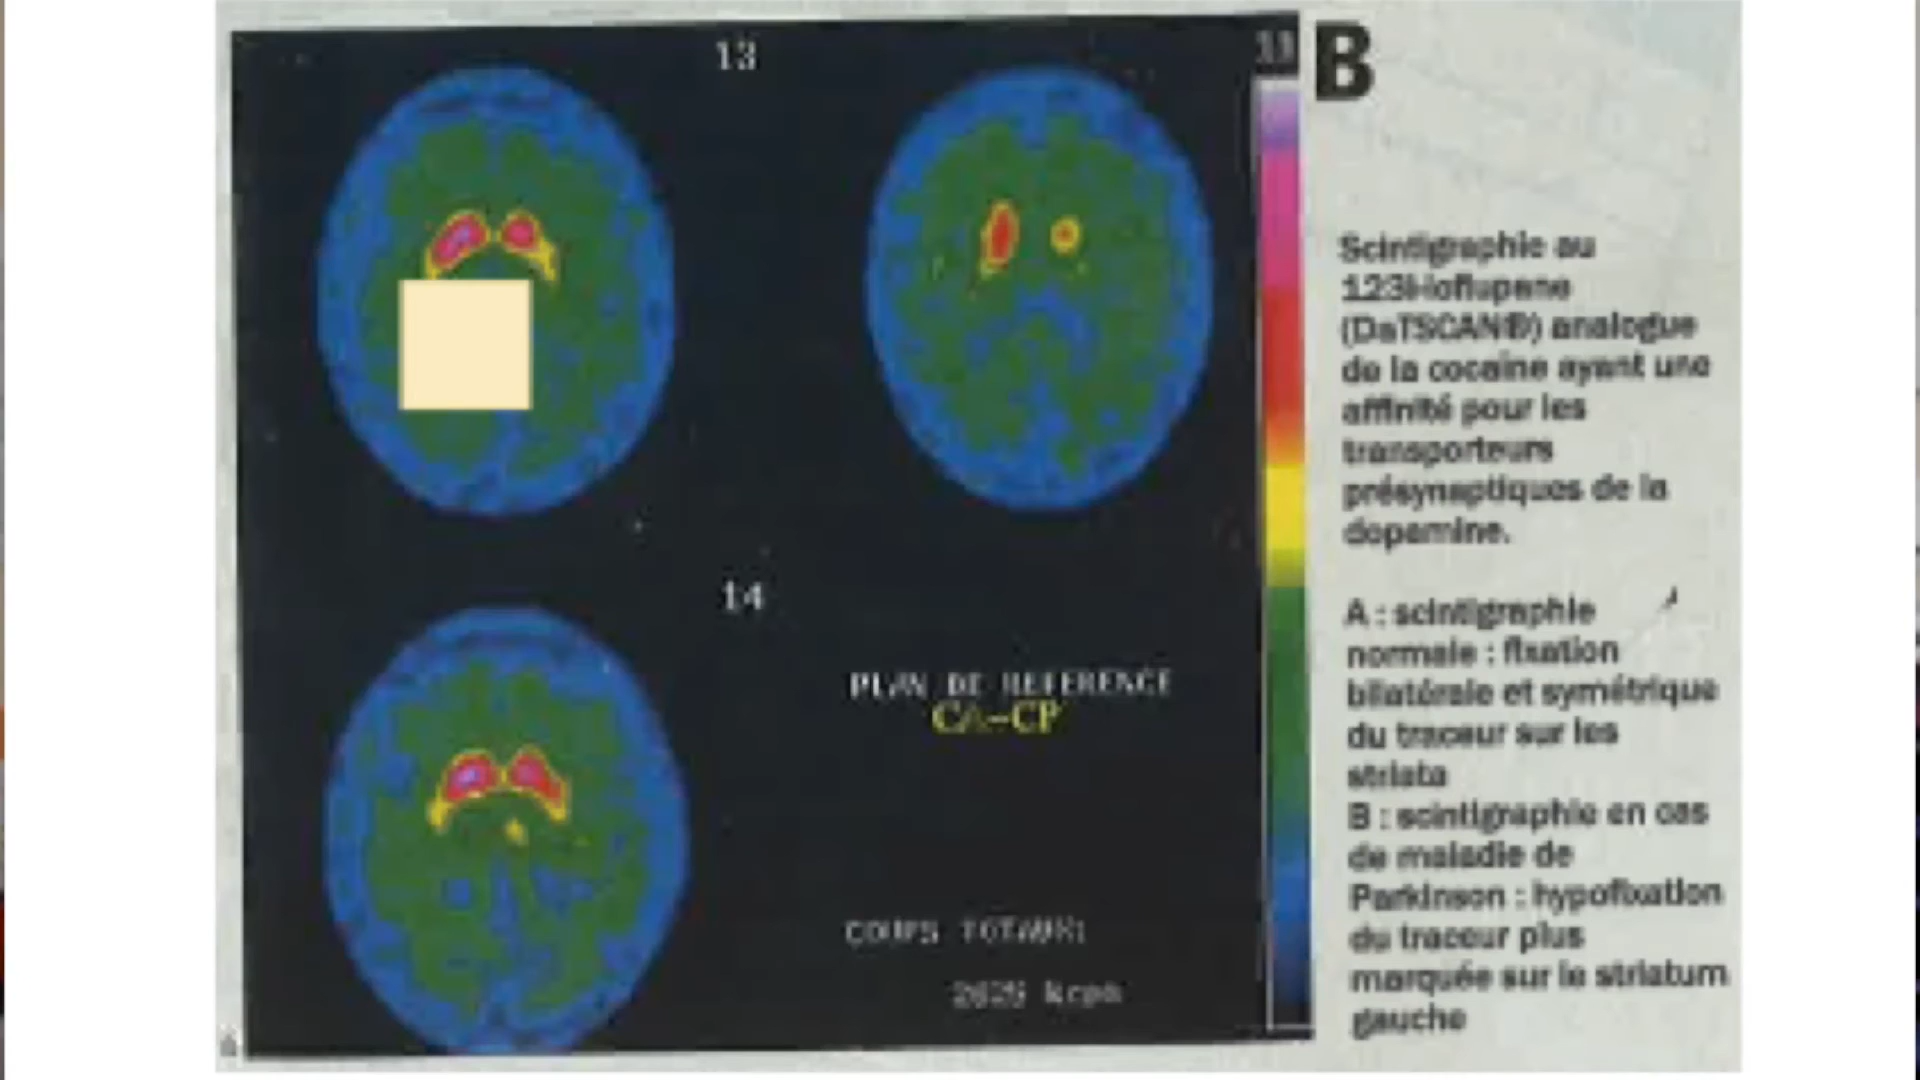 13
B
14
PLAN DE REFERENCE
CA-CP
COUPS TOTAUX:
kcps
Scintigraphie au
123I-ioflupane
(DaTSCAN®) analogue
de la cocaïne ayant une
affinité pour les
transporteurs
présynaptiques de la
dopamine.
A : scintigraphie
normale : fixation
bilatérale et symétrique
du traceur sur les
striata
B : scintigraphie en cas
de maladie de
Parkinson : hypofixation
du traceur plus
marquée sur le striatum
gauche